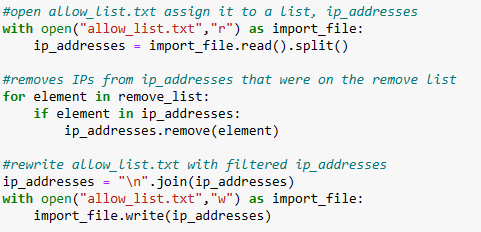 #open allow_list.txt assign it to a list, ip_addresses
with open("allow_list.txt","r") as import_file:
    ip_addresses = import_file.read().split()
#removes IPs from ip_addresses that were on the remove list
for element in remove_list:
    if element in ip_addresses:
        ip_addresses.remove(element)
#rewrite allow_list.txt with filtered ip_addresses
ip_addresses = "\n".join(ip_addresses)
with open("allow_list.txt","w") as import_file:
    import_file.write(ip_addresses)